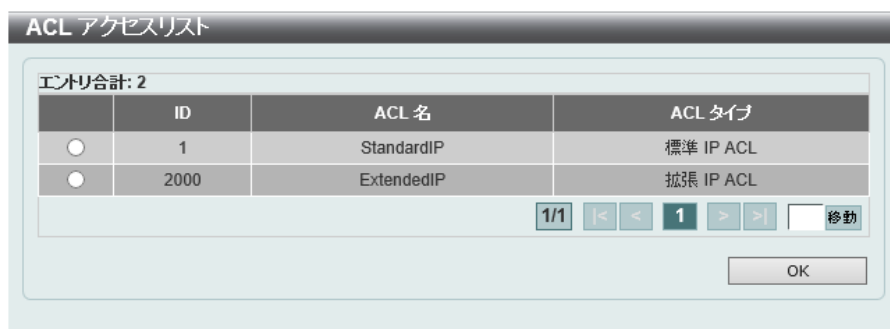 ACL アクセスリスト
エントリ合計: 2
ID ACL 名 ACL タイプ
1 StandardIP 標準 IP ACL
2000 ExtendedIP 拡張 IP ACL
1/1 |< < 1 > >| 移動
OK